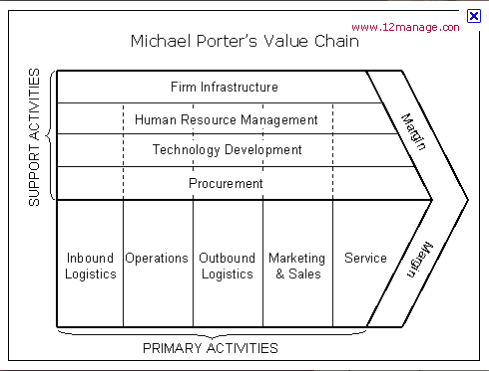 www.12manage.con
Michael Porter's Value Chain
SUPPORT ACTIVITIES
Firm Infrastructure
Human Resource Management
Technology Development
Procurement
Margin
Inbound
Logistics
Operations
Outbound
Logistics
Marketing
& Sales
Service
Margin
PRIMARY ACTIVITIES